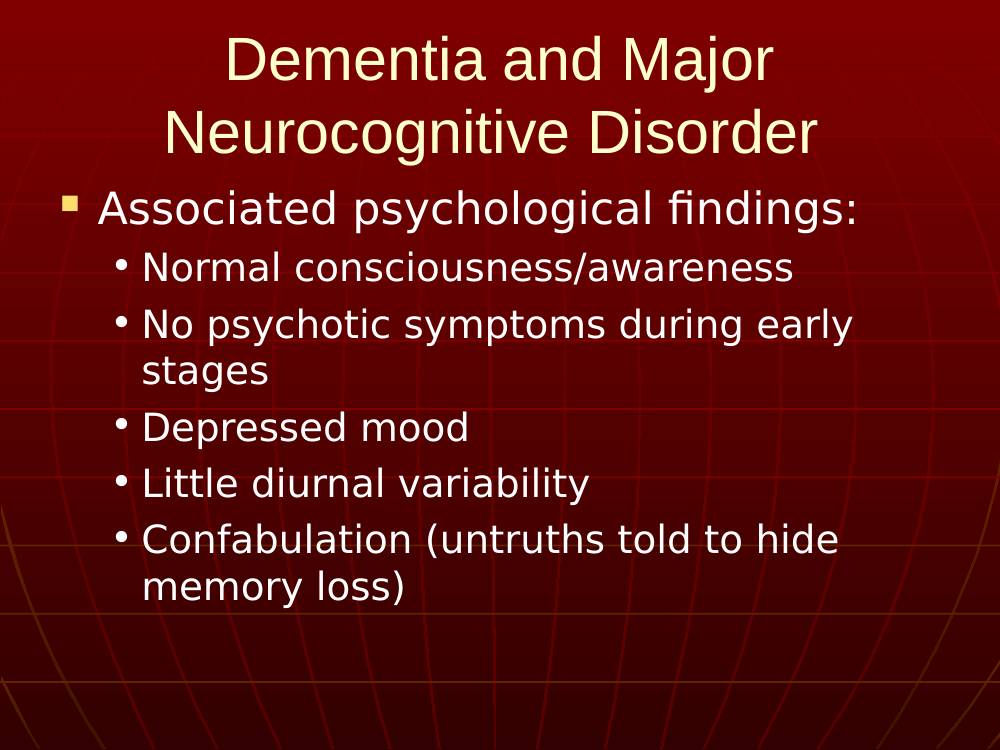 Dementia and Major
Neurocognitive Disorder
Associated psychological findings:
• Normal consciousness/awareness
• No psychotic symptoms during early
stages
• Depressed mood
• Little diurnal variability
• Confabulation (untruths told to hide
memory loss)